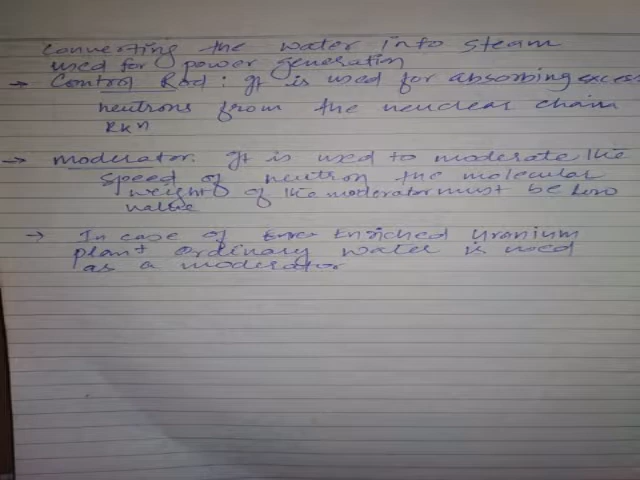 converting the water into steam
used for power generation
→ Control Rod : It is used for absorbing excess
neutrons from the neuclear chain
rxn
→ moderator : It is used to moderate the
speed of neutron the molecular
weight of the moderator must be low
value
→ In case of Enriched Uranium
plant ordinary water is used
as a moderator